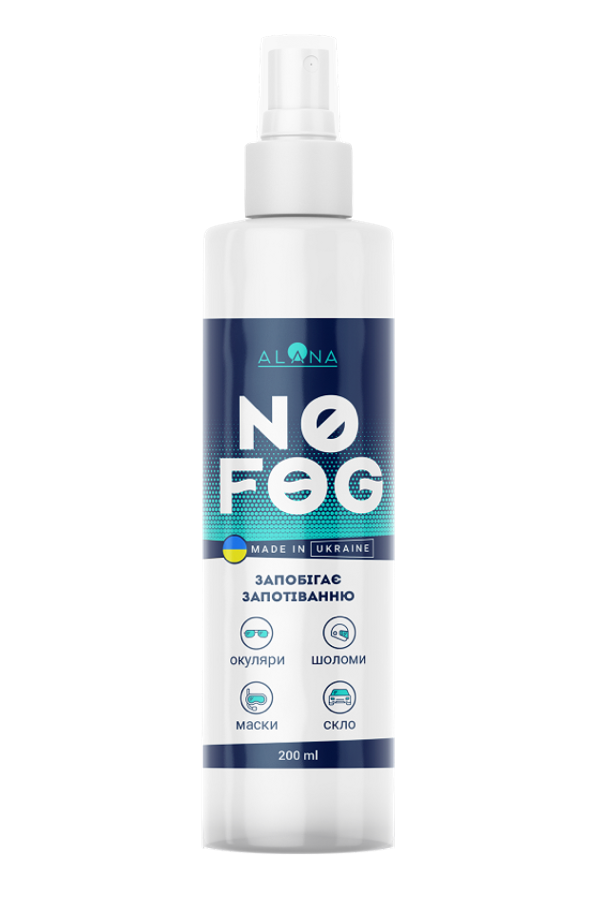 ALANA
NO
FOG
MADE IN UKRAINE
ЗАПОБІГАЄ
ЗАПОТІВАННЮ
окуляри
шоломи
маски
скло
200 ml